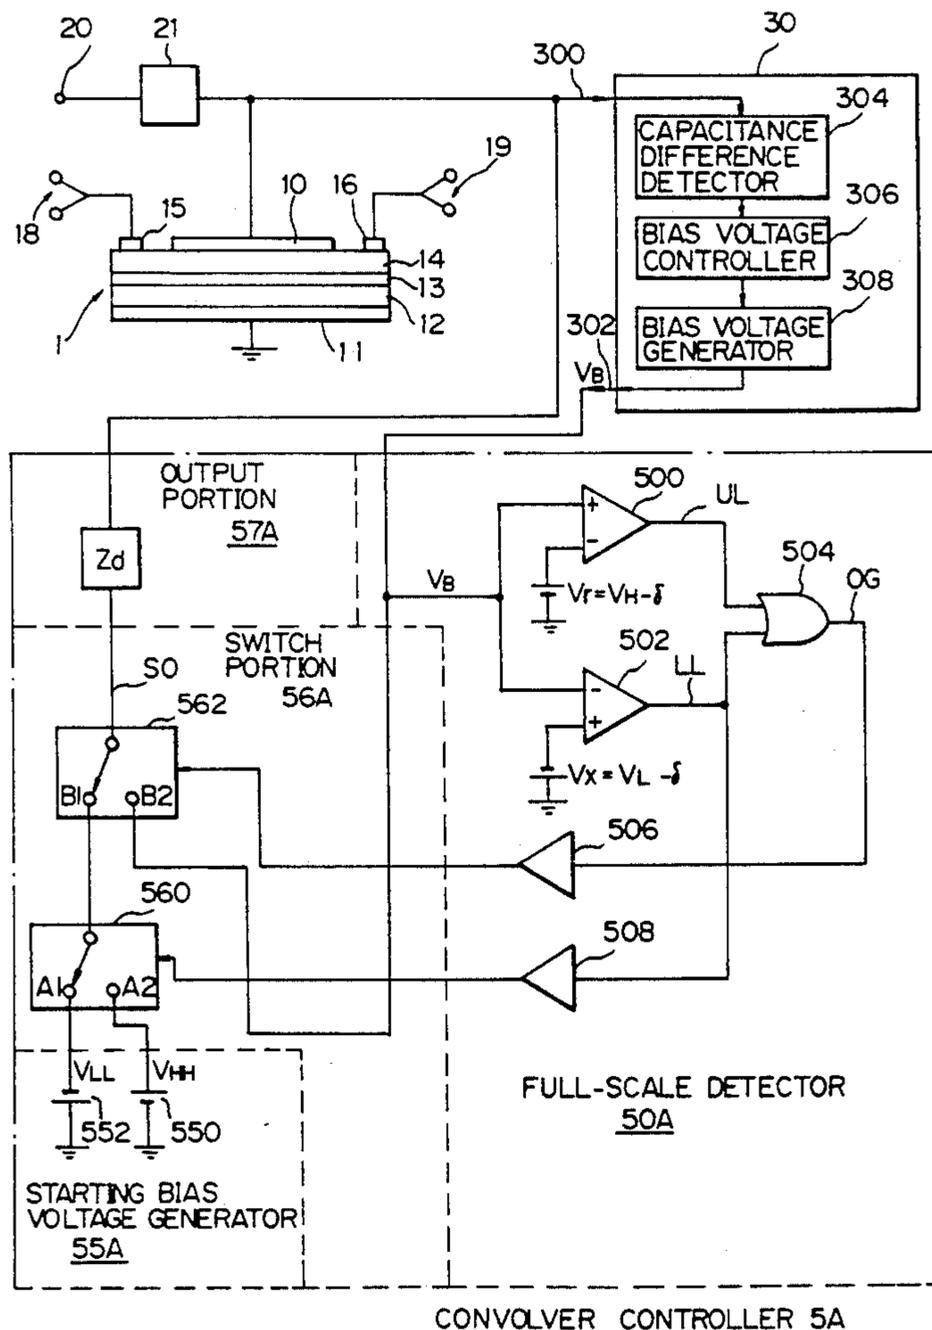 20
21
300
30
304
CAPACITANCE
DIFFERENCE
DETECTOR
18
15
10
16
19
306
BIAS VOLTAGE
CONTROLLER
14
13
12
1
11
308
302
BIAS VOLTAGE
GENERATOR
VB
OUTPUT
PORTION
57A
500
UL
Zd
504
OG
VB
+
−
Vr=VH−δ
SWITCH
PORTION
56A
SO
502
LL
562
−
+
B1
B2
Vx=VL−δ
506
560
508
A1
A2
VLL
VHH
552
550
FULL-SCALE DETECTOR
50A
STARTING BIAS
VOLTAGE GENERATOR
55A
CONVOLVER CONTROLLER 5A